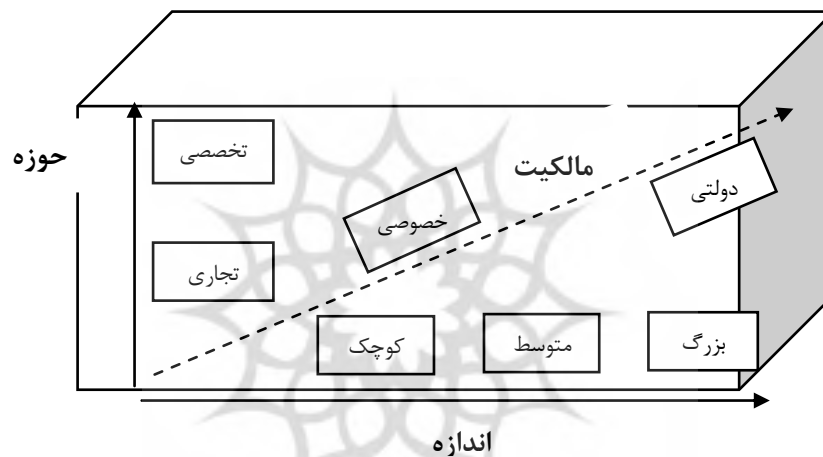 تخصصی
حوزه
مالکیت
دولتی
خصوصی
تجاری
بزرگ
متوسط
کوچک
اندازه